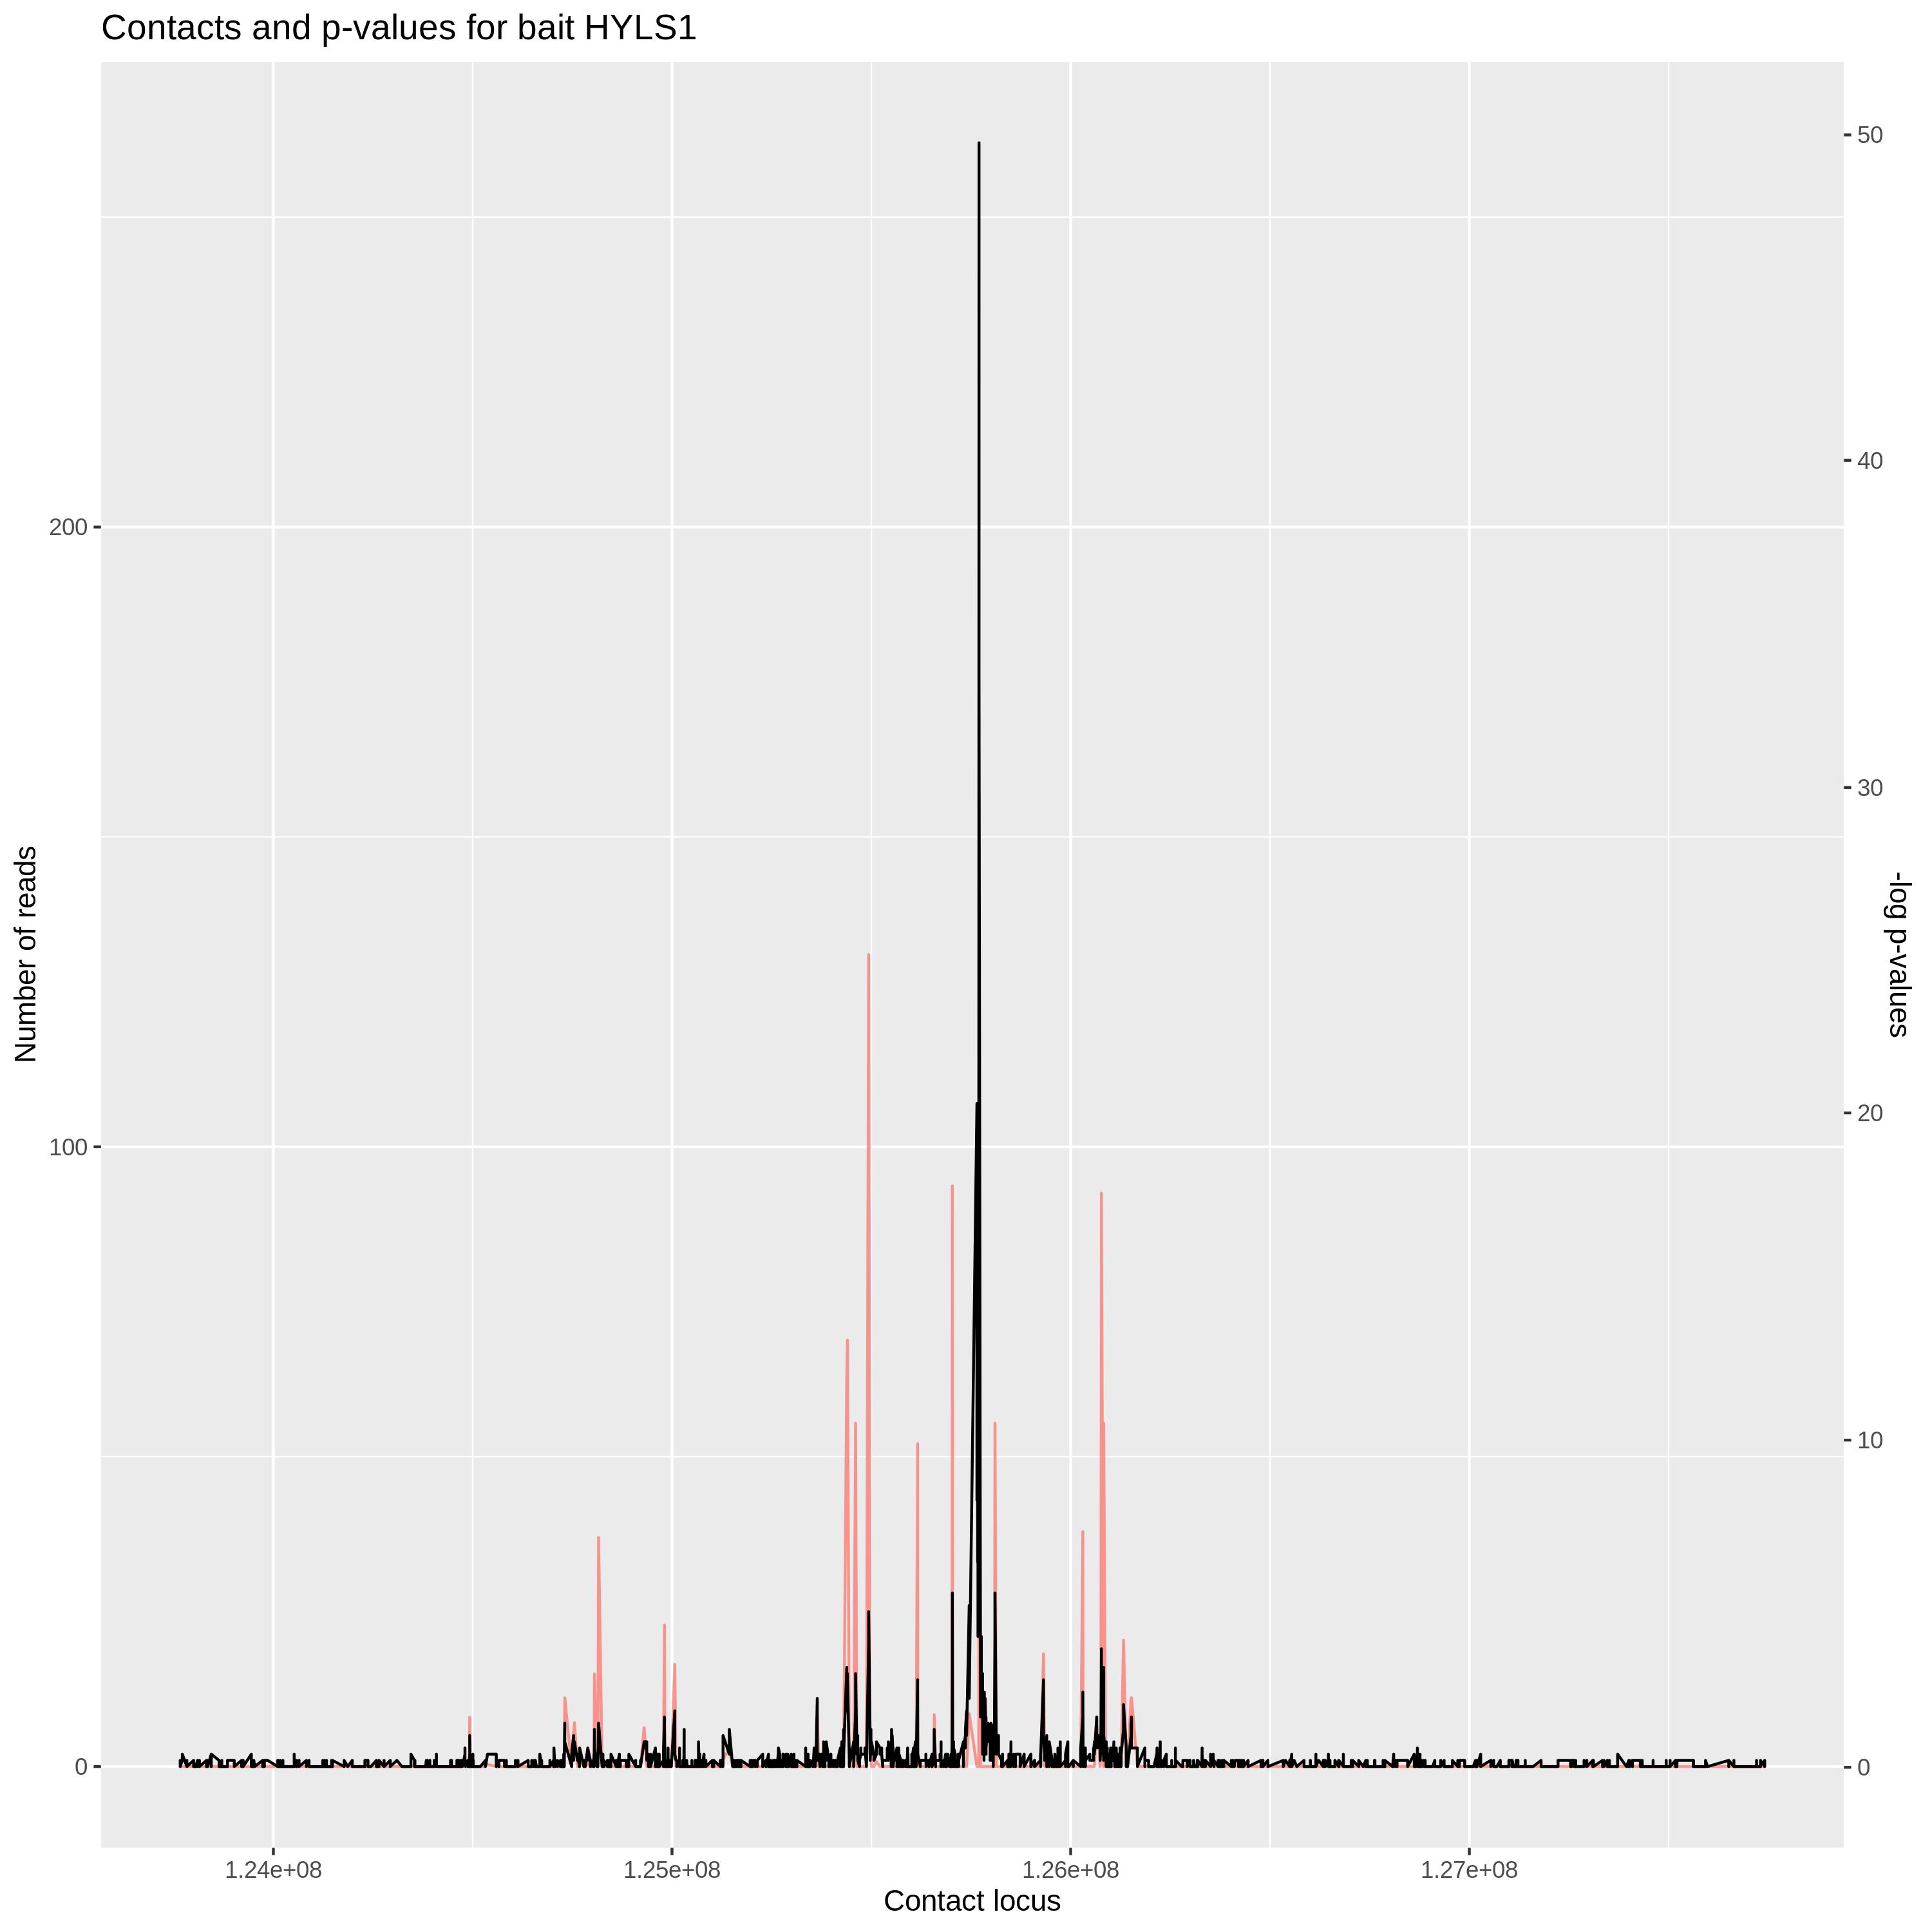 Contacts and p-values for bait HYLS1
Number of reads
200
100
0
50
40
30
20
10
0
-log p-values
1.24e+08 1.25e+08 1.26e+08 1.27e+08
Contact locus